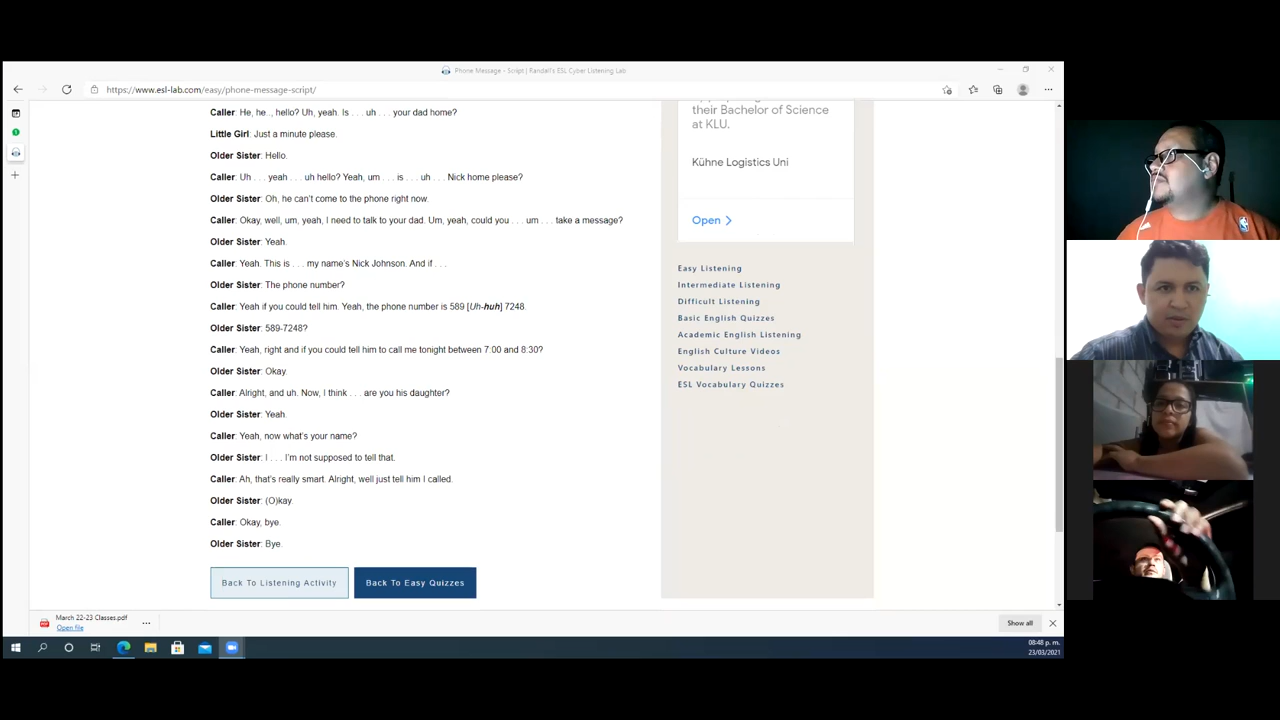 Phone Message - Script | Randall's ESL Cyber Listening Lab
https://www.esl-lab.com/easy/phone-message-script/
Caller: He, he.., hello? Uh, yeah. Is . . . uh . . . your dad home?
Little Girl: Just a minute please.
Older Sister: Hello.
Caller: Uh . . . yeah . . . uh hello? Yeah, um . . . is . . . uh . . . Nick home please?
Older Sister: Oh, he can't come to the phone right now.
Caller: Okay, well, um, yeah, I need to talk to your dad. Um, yeah, could you . . . um . . . take a message?
Older Sister: Yeah.
Caller: Yeah. This is . . . my name's Nick Johnson. And if . . .
Older Sister: The phone number?
Caller: Yeah if you could tell him. Yeah, the phone number is 589 [Uh-huh] 7248.
Older Sister: 589-7248?
Caller: Yeah, right and if you could tell him to call me tonight between 7:00 and 8:30?
Older Sister: Okay.
Caller: Alright, and uh. Now, I think . . . are you his daughter?
Older Sister: Yeah.
Caller: Yeah, now what's your name?
Older Sister: I . . . I'm not supposed to tell that.
Caller: Ah, that's really smart. Alright, well just tell him I called.
Older Sister: (O)kay.
Caller: Okay, bye.
Older Sister: Bye.
Back To Listening Activity
Back To Easy Quizzes
their Bachelor of Science
at KLU.
Kühne Logistics Uni
Open
Easy Listening
Intermediate Listening
Difficult Listening
Basic English Quizzes
Academic English Listening
English Culture Videos
Vocabulary Lessons
ESL Vocabulary Quizzes
March 22-23 Classes.pdf
Open file
Show all
08:48 p. m.
23/03/2021